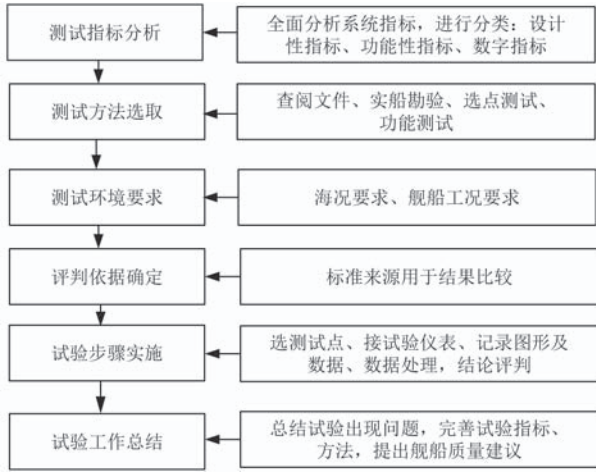 测试指标分析
全面分析系统指标，进行分类：设计
性指标、功能性指标、数字指标
测试方法选取
查阅文件、实船勘验、选点测试、
功能测试
测试环境要求
海况要求、舰船工况要求
评判依据确定
标准来源用于结果比较
试验步骤实施
选测试点、接试验仪表、记录图形及
数据、数据处理，结论评判
试验工作总结
总结试验出现问题，完善试验指标、
方法，提出舰船质量建议